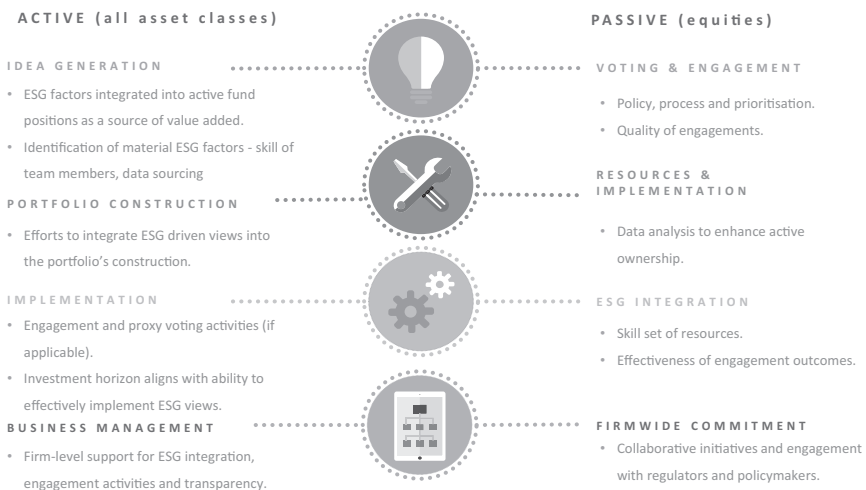 ACTIVE (all asset classes)
IDEA GENERATION
• ESG factors integrated into active fund
positions as a source of value added.
• Identification of material ESG factors - skill of
team members, data sourcing
PORTFOLIO CONSTRUCTION
• Efforts to integrate ESG driven views into
the portfolio's construction.
IMPLEMENTATION
• Engagement and proxy voting activities (if
applicable).
• Investment horizon aligns with ability to
effectively implement ESG views.
BUSINESS MANAGEMENT
• Firm-level support for ESG integration,
engagement activities and transparency.
PASSIVE (equities)
VOTING & ENGAGEMENT
• Policy, process and prioritisation.
• Quality of engagements.
RESOURCES &
IMPLEMENTATION
• Data analysis to enhance active
ownership.
ESG INTEGRATION
• Skill set of resources.
• Effectiveness of engagement outcomes.
FIRMWIDE COMMITMENT
• Collaborative initiatives and engagement
with regulators and policymakers.